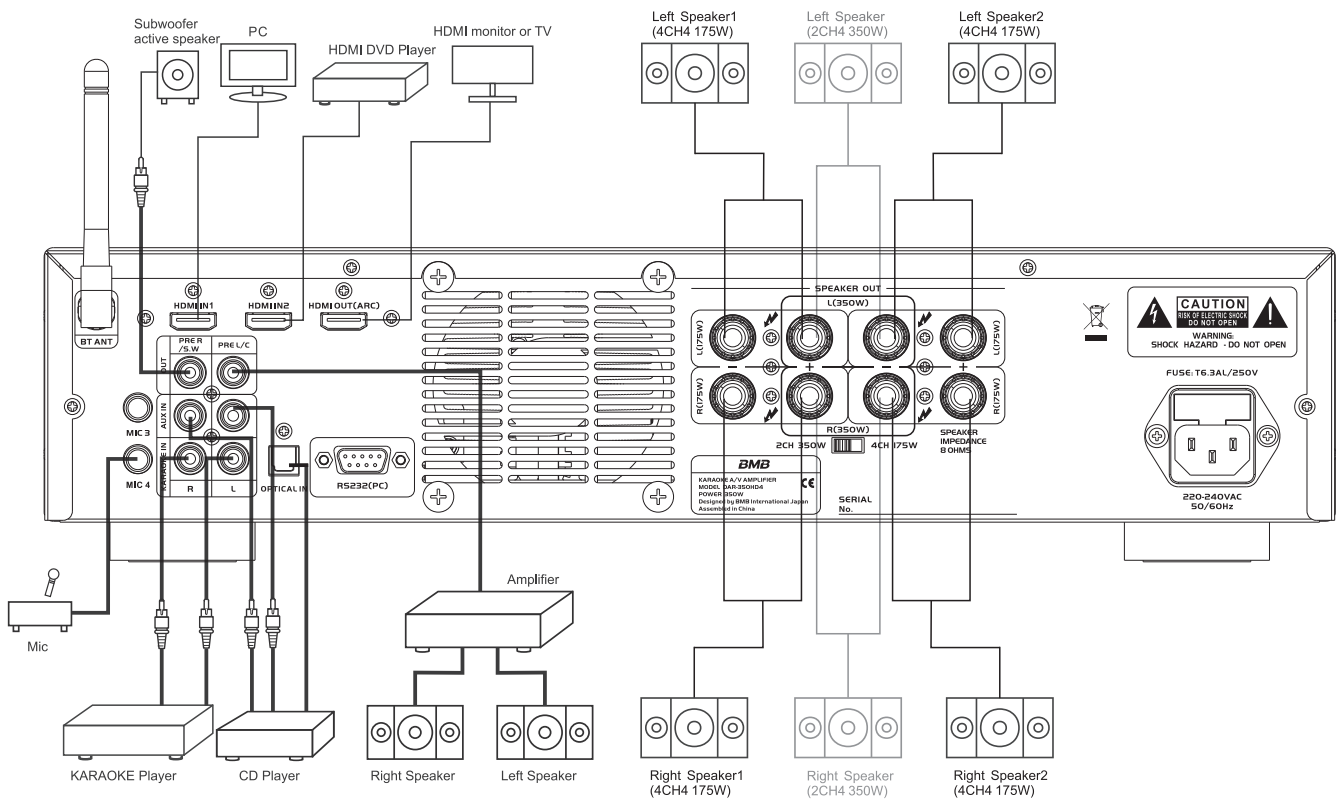 Subwoofer
active speaker
PC
HDMI DVD Player
HDMI monitor or TV
Left Speaker1
(4CH4 175W)
Left Speaker
(2CH4 350W)
Left Speaker2
(4CH4 175W)
BT ANT
HDMI IN1
HDMI IN2
HDMI OUT(ARC)
PRE R
/S.W
PRE L/C
OUT
AUX IN
KARAOKE IN
MIC 3
MIC 4
R
L
OPTICAL IN
RS232(PC)
SPEAKER OUT
L(350W)
L(175W)
L(175W)
- + - +
R(175W)
R(175W)
R(350W)
2CH 350W
4CH 175W
SPEAKER
IMPEDANCE
8 OHMS
BMB
KARAOKE A/V AMPLIFIER
MODEL DAR-350HD4
POWER 350W
Designed by BMB International Japan
Assembled in China
CE
SERIAL
No.
CAUTION
RISK OF ELECTRIC SHOCK
DO NOT OPEN
WARNING:
SHOCK HAZARD - DO NOT OPEN
FUSE: T6.3AL/250V
220-240VAC
50/60Hz
Mic
KARAOKE Player
CD Player
Amplifier
Right Speaker
Left Speaker
Right Speaker1
(4CH4 175W)
Right Speaker
(2CH4 350W)
Right Speaker2
(4CH4 175W)